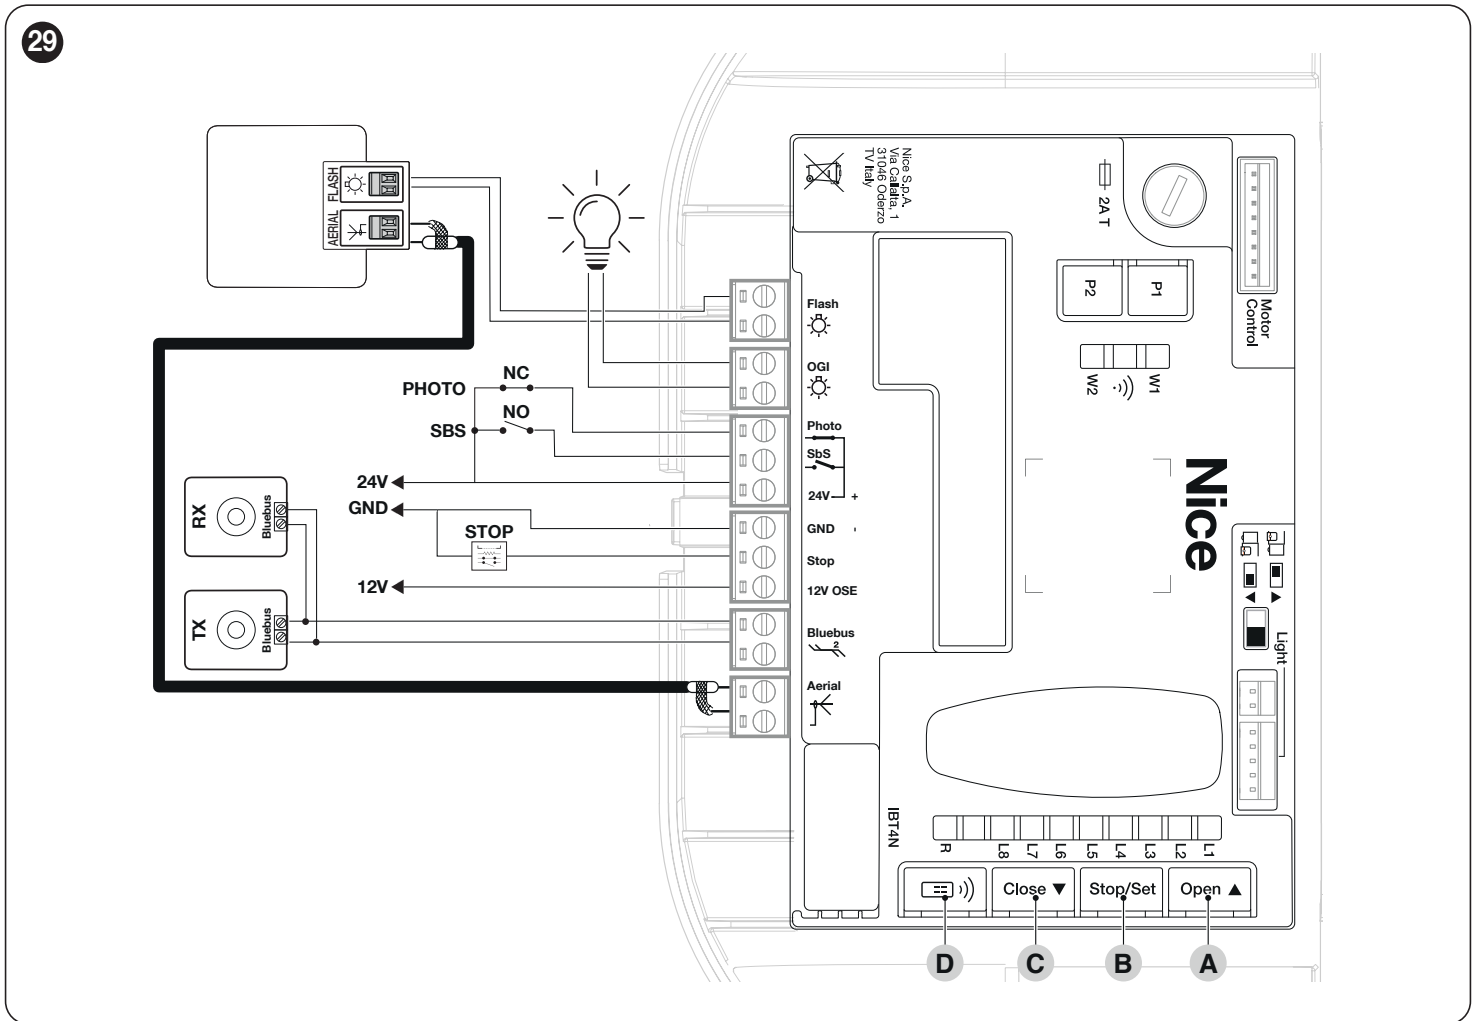 29
FLASH
AERIAL
Nice S.p.A.
Via Callalta, 1
31046 Oderzo
TV Italy
2A T
Motor
Control
P2
P1
W2
W1
Flash
OGI
Photo
SbS
24V +
GND -
Stop
12V OSE
Bluebus
2
Aerial
PHOTO
NC
SBS
NO
24V
GND
STOP
12V
RX
Bluebus
TX
Bluebus
Nice
Light
IBT4N
R
L8
L7
L6
L5
L4
L3
L2
L1
Close ▼
Stop/Set
Open ▲
D
C
B
A